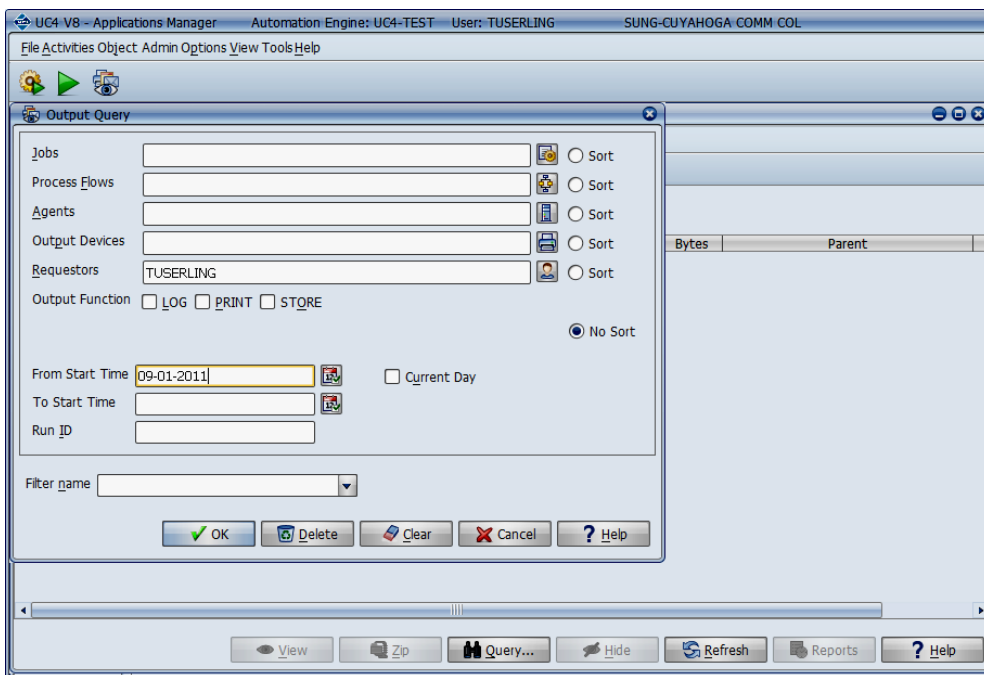 UC4 V8 - Applications Manager Automation Engine: UC4-TEST User: TUSERLING SUNG-CUYAHOGA COMM COL
File Activities Object Admin Options View Tools Help
Output Query
Jobs Sort
Process Flows Sort
Agents Sort
Output Devices Sort
Bytes Parent
Requestors TUSERLING Sort
Output Function LOG PRINT STORE
No Sort
From Start Time 09-01-2011 Current Day
To Start Time
Run ID
Filter name
OK Delete Clear Cancel ? Help
View Zip Query... Hide Refresh Reports ? Help